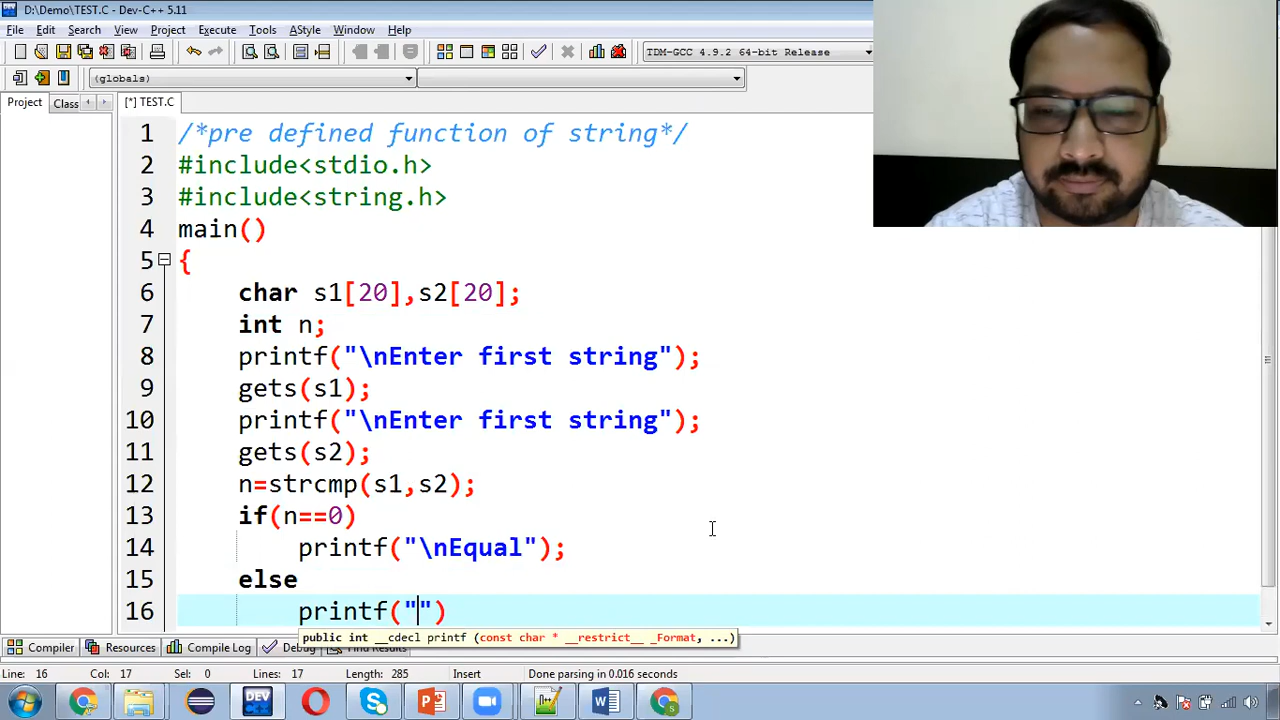 D:\Demo\TEST.C - Dev-C++ 5.11
File Edit Search View Project Execute Tools AStyle Window Help
TDM-GCC 4.9.2 64-bit Release
(globals)
Project Class [*] TEST.C
1 /*pre defined function of string*/
2 #include<stdio.h>
3 #include<string.h>
4 main()
5 {
6 char s1[20],s2[20];
7 int n;
8 printf("\nEnter first string");
9 gets(s1);
10 printf("\nEnter first string");
11 gets(s2);
12 n=strcmp(s1,s2);
13 if(n==0)
14 printf("\nEqual");
15 else
16 printf("")
public int __cdecl printf (const char * __restrict__ _Format, ...)
Compiler Resources Compile Log Debug Find Results
Line: 16 Col: 17 Sel: 0 Lines: 17 Length: 285 Insert Done parsing in 0.016 seconds